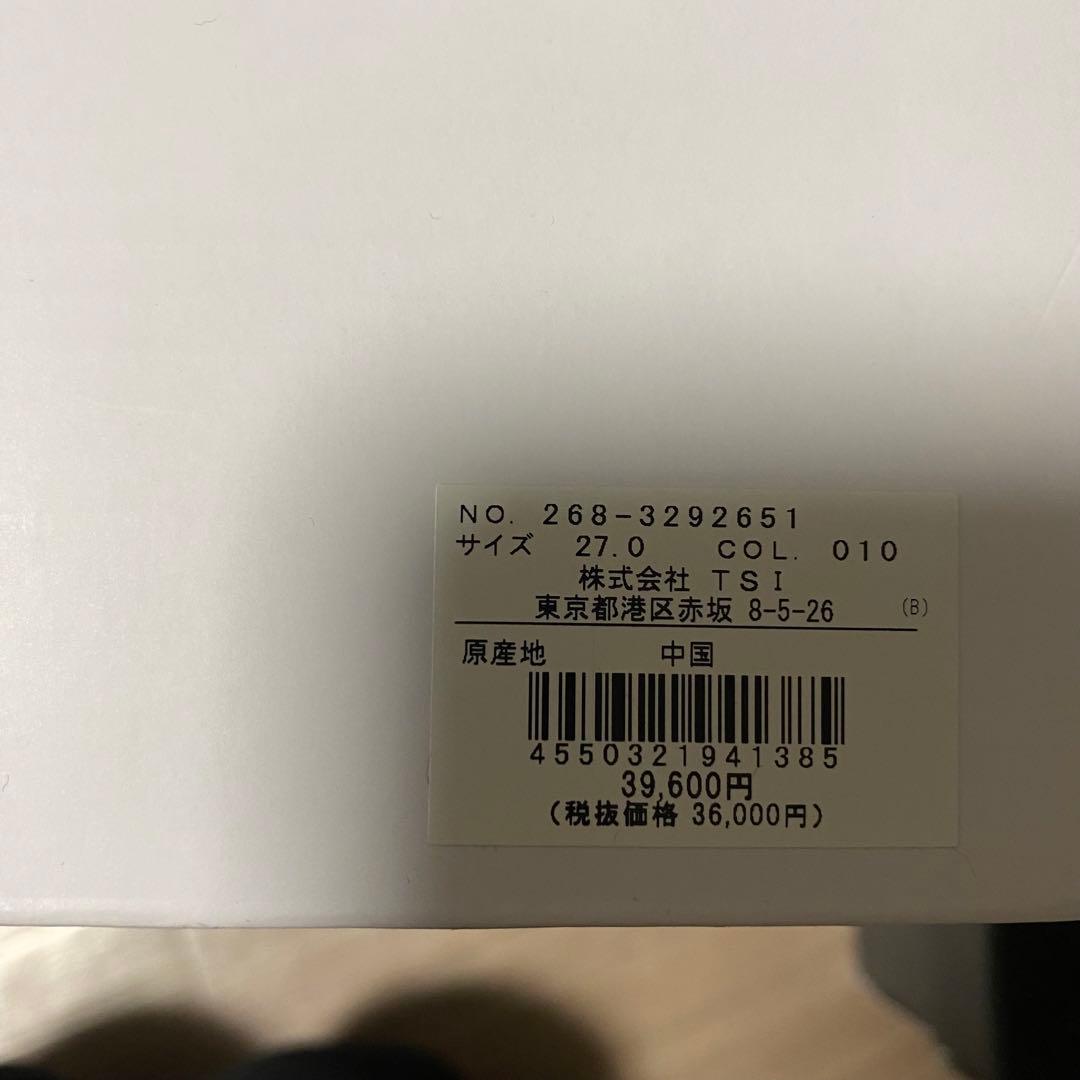 NO. 268-3292651
サイズ 27.0 COL. 010
株式会社 TSI
東京都港区赤坂 8-5-26 (B)
原産地 中国
4550321941385
39,600円
(税抜価格 36,000円)